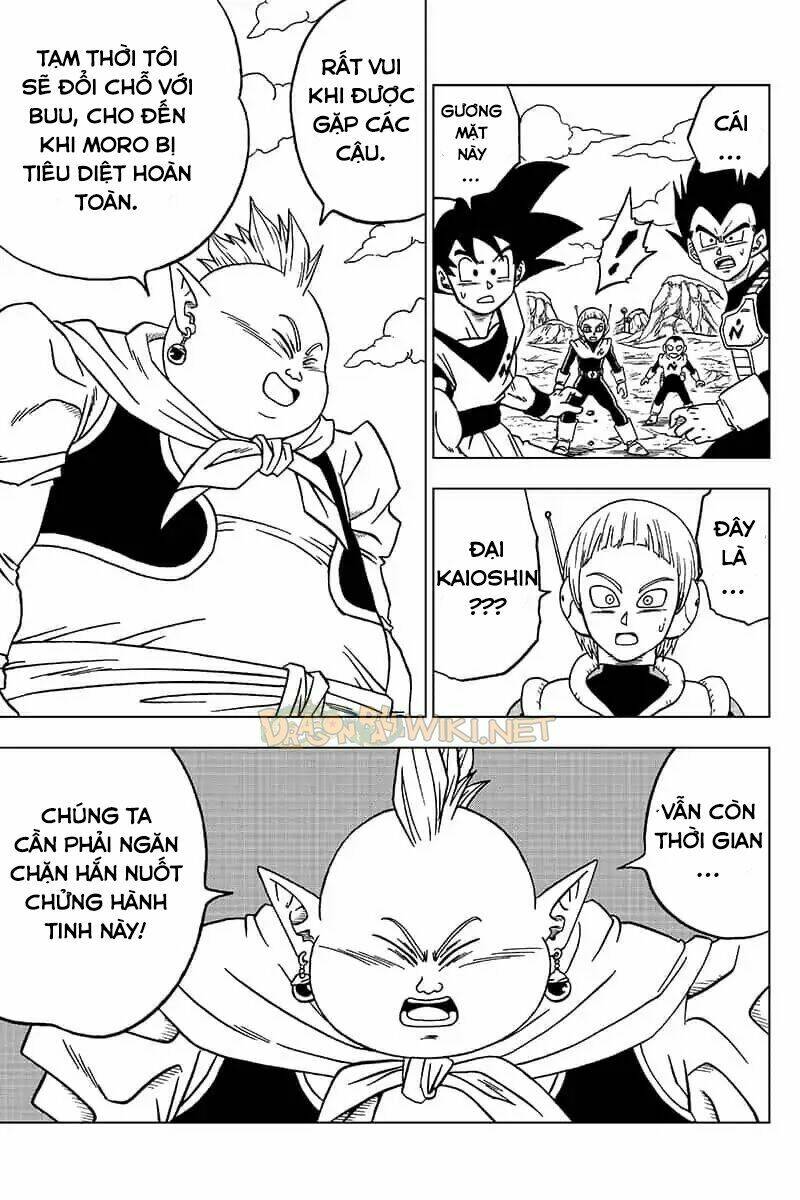 CÁI
...
GƯƠNG
MẶT
NÀY
...
RẤT VUI
KHI ĐƯỢC
GẶP CÁC
CẬU.
TẠM THỜI TÔI
SẼ ĐỔI CHỖ VỚI
BUU, CHO ĐẾN
KHI MORO BỊ
TIÊU DIỆT HOÀN
TOÀN.
ĐÂY
LÀ
...
ĐẠI
KAIOSHIN
???
DRAGONBALLWIKI.NET
VẪN CÒN
THỜI GIAN
...
CHÚNG TA
CẦN PHẢI NGĂN
CHẶN HẮN NUỐT
CHỬNG HÀNH
TINH NÀY!